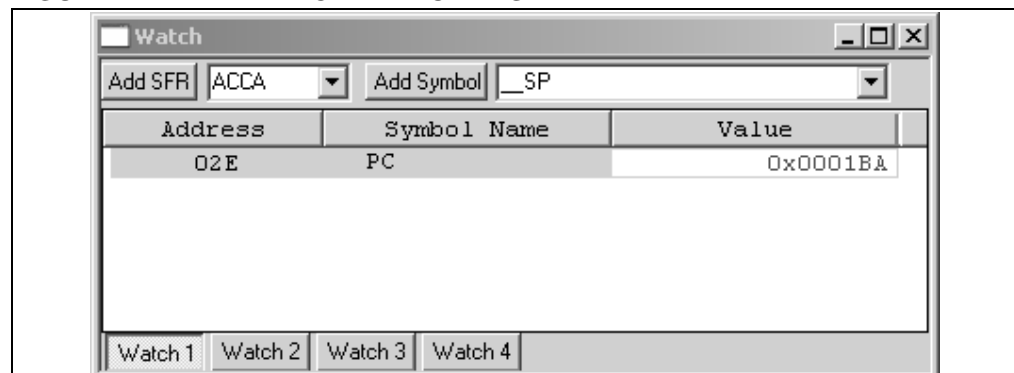 Watch
Add SFR ACCA Add Symbol __SP
Address Symbol Name Value
02E PC 0x0001BA
Watch 1 Watch 2 Watch 3 Watch 4